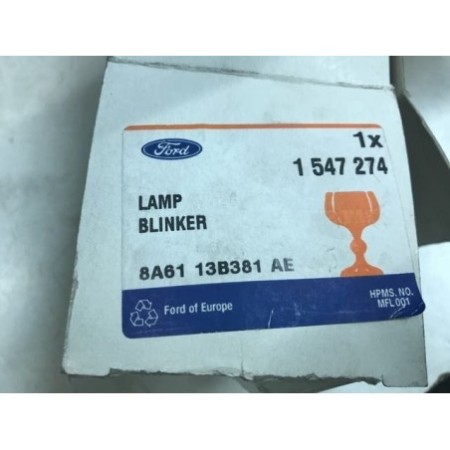 Ford
1x
1 547 274
LAMP
BLINKER
8A61 13B381 AE
Ford of Europe
HPMS. NO.
MFL001